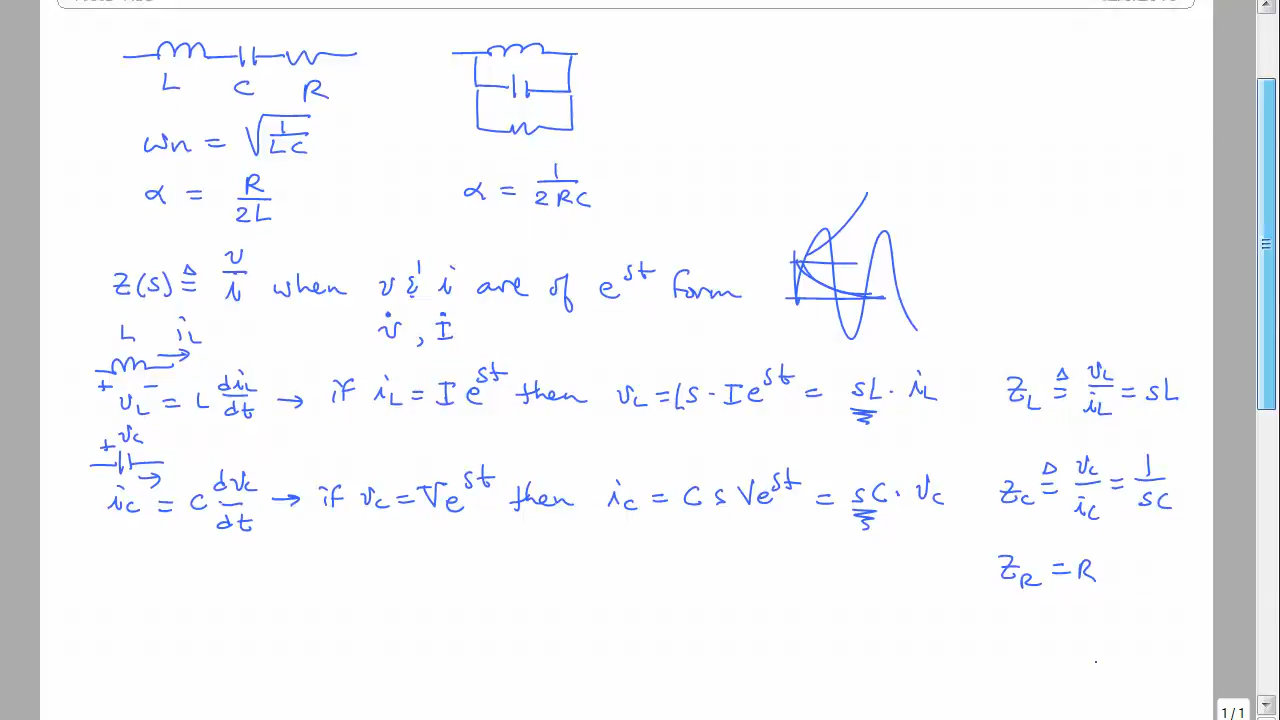 L C R
ωn = √(1/LC)
α = R/2L
α = 1/2RC
Z(s) ≜ v/i when v & i are of e^st form
v̇ , İ
L iL
+ −
vL = L diL/dt → if iL = I e^st then vL = LS · I e^st = sL · iL
ZL ≜ vL/iL = sL
+ vc
ic = C dvc/dt → if vc = V e^st then ic = C s V e^st = sC · vc
Zc ≜ vc/ic = 1/sC
ZR = R
1/1